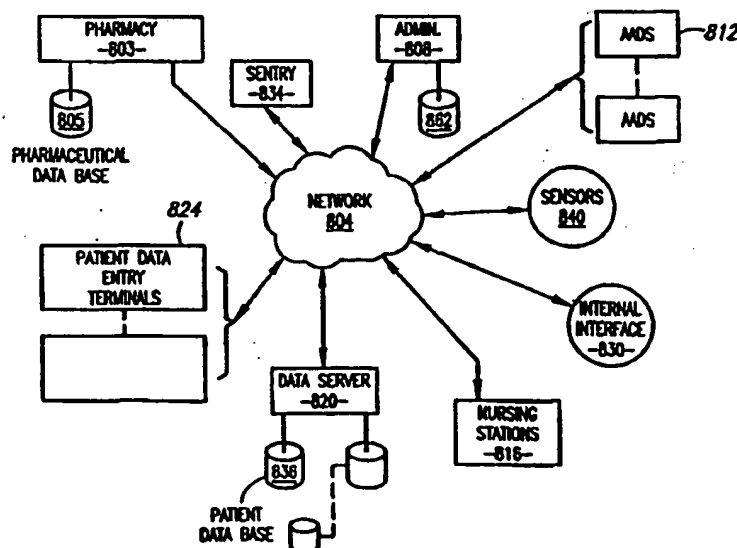 PHARMACY
-803-
805
PHARMACEUTICAL
DATA BASE
SENTRY
-834-
ADMIN.
-808-
862
AADS
812
AADS
NETWORK
804
SENSORS
840
824
PATIENT DATA
ENTRY
TERMINALS
INTERNAL
INTERFACE
-830-
DATA SERVER
-820-
NURSING
STATIONS
-816-
836
PATIENT
DATA BASE